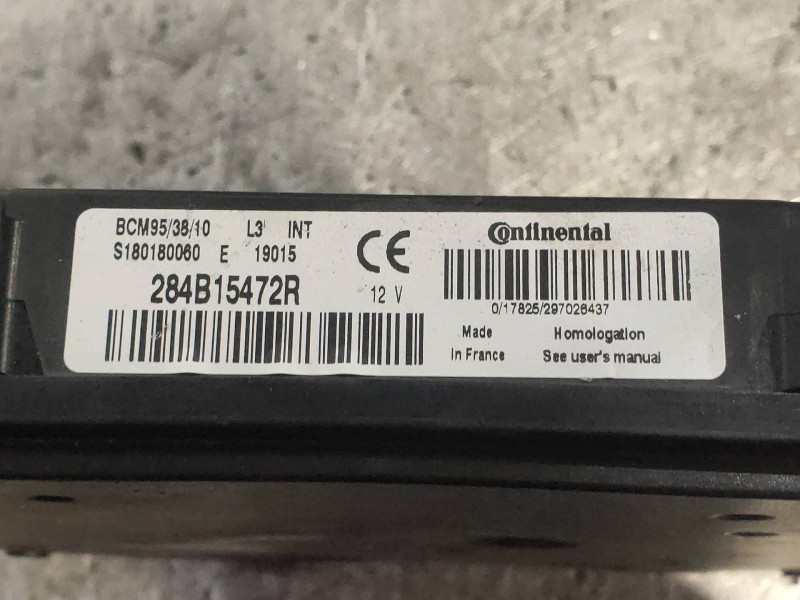 BCM95/38/10 L3 INT
S180180060 E 19015
284B15472R
12 V
CE
Continental
0/17825/297026437
Made
In France
Homologation
See user's manual